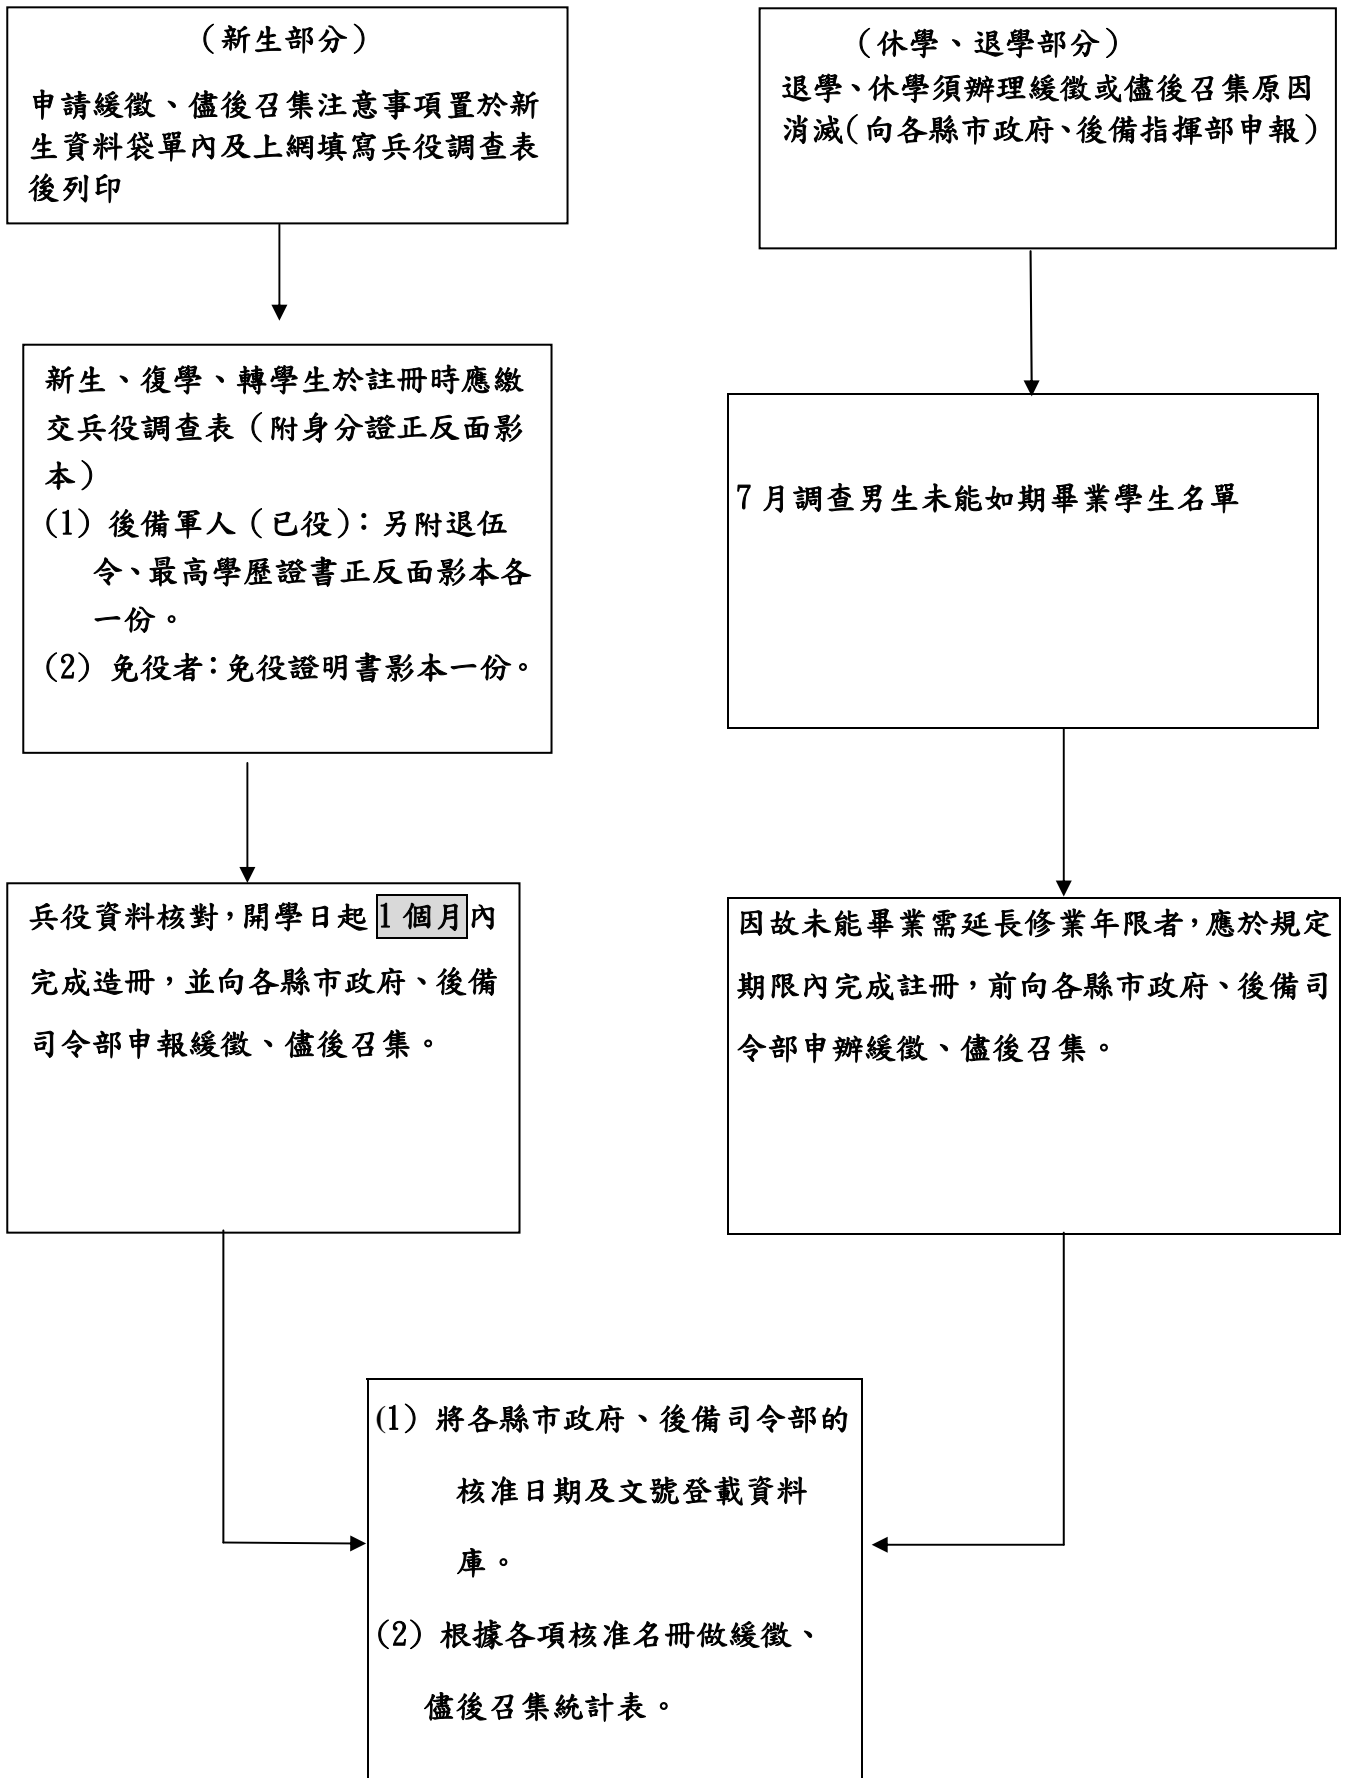 （新生部分）
申請緩徵、儘後召集注意事項置於新
生資料袋單內及上網填寫兵役調查表
後列印
（休學、退學部分）
退學、休學須辦理緩徵或儘後召集原因
消滅（向各縣市政府、後備指揮部申報）
新生、復學、轉學生於註冊時應繳
交兵役調查表（附身分證正反面影
本）
(1) 後備軍人（已役）：另附退伍
令、最高學歷證書正反面影本各
一份。
(2) 免役者：免役證明書影本一份。
7 月調查男生未能如期畢業學生名單
兵役資料核對，開學日起 1 個月內
完成造冊，並向各縣市政府、後備
司令部申報緩徵、儘後召集。
因故未能畢業需延長修業年限者，應於規定
期限內完成註冊，前向各縣市政府、後備司
令部申辦緩徵、儘後召集。
(1) 將各縣市政府、後備司令部的
核准日期及文號登載資料
庫。
(2) 根據各項核准名冊做緩徵、
儘後召集統計表。